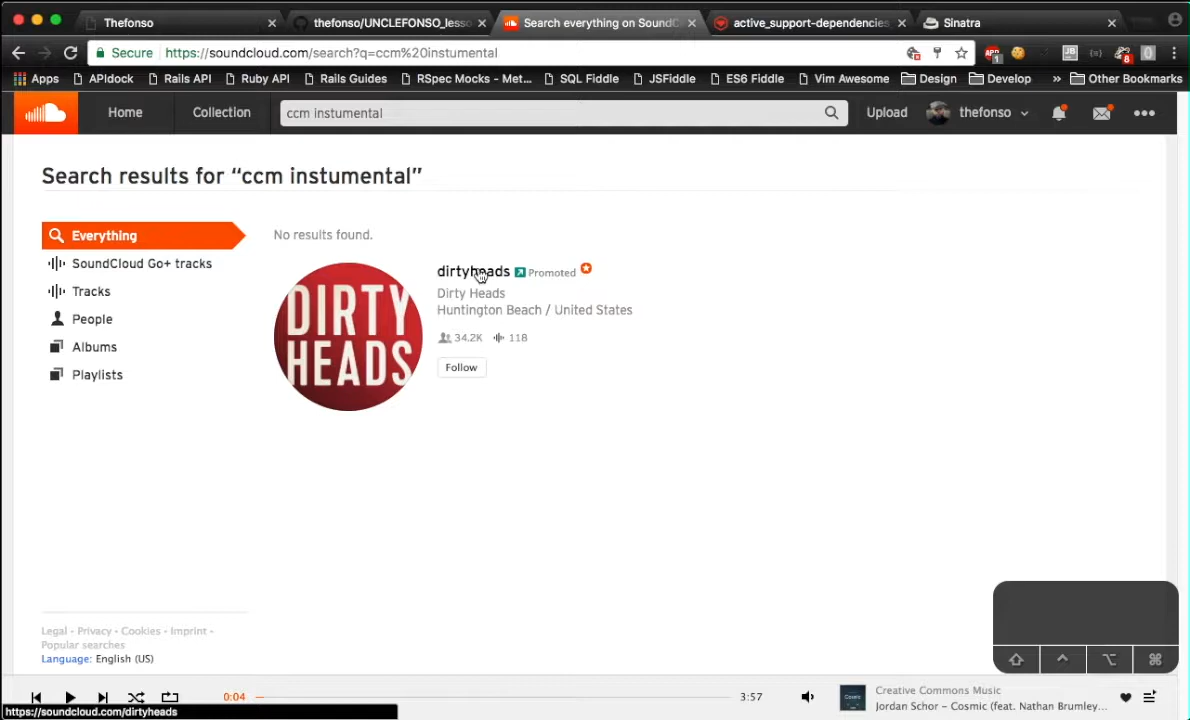 Thefonso
thefonso/UNCLEFONSO_lesso
Search everything on SoundC
active_support-dependencies
Sinatra
Secure https://soundcloud.com/search?q=ccm%20instumental
Apps APIdock Rails API Ruby API Rails Guides RSpec Mocks - Met... SQL Fiddle JSFiddle ES6 Fiddle Vim Awesome Design Develop » Other Bookmarks
Home Collection ccm instumental Upload thefonso
Search results for “ccm instumental”
Everything
SoundCloud Go+ tracks
Tracks
People
Albums
Playlists
No results found.
DIRTY
HEADS
dirtyheads Promoted
Dirty Heads
Huntington Beach / United States
34.2K 118
Follow
Legal - Privacy - Cookies - Imprint -
Popular searches
Language: English (US)
0:04 3:57
Creative Commons Music
Jordan Schor – Cosmic (feat. Nathan Brumley...
https://soundcloud.com/dirtyheads